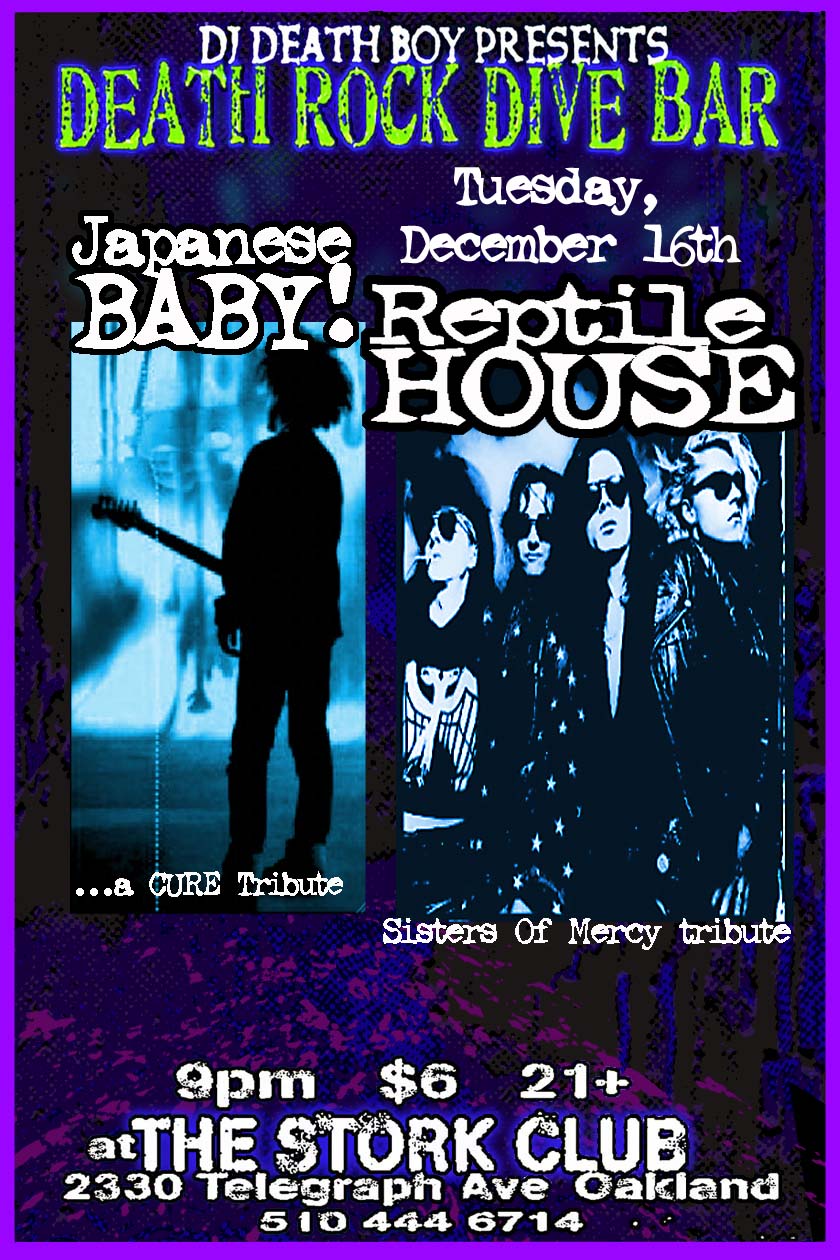 DJ DEATH BOY PRESENTS
DEATH ROCK DIVE BAR
Tuesday,
December 16th
Japanese
BABY!
...a CURE Tribute
Reptile
HOUSE
Sisters Of Mercy tribute
9pm $6 21+
at THE STORK CLUB
2330 Telegraph Ave Oakland
510 444 6714